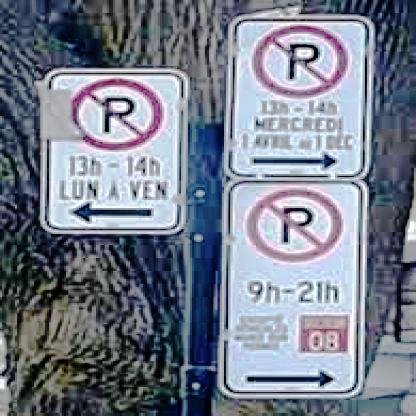 P
13h - 14h
LUN À VEN
P
13h - 14h
MERCREDI
1 AVRIL au 1 DEC
P
9h-21h
08